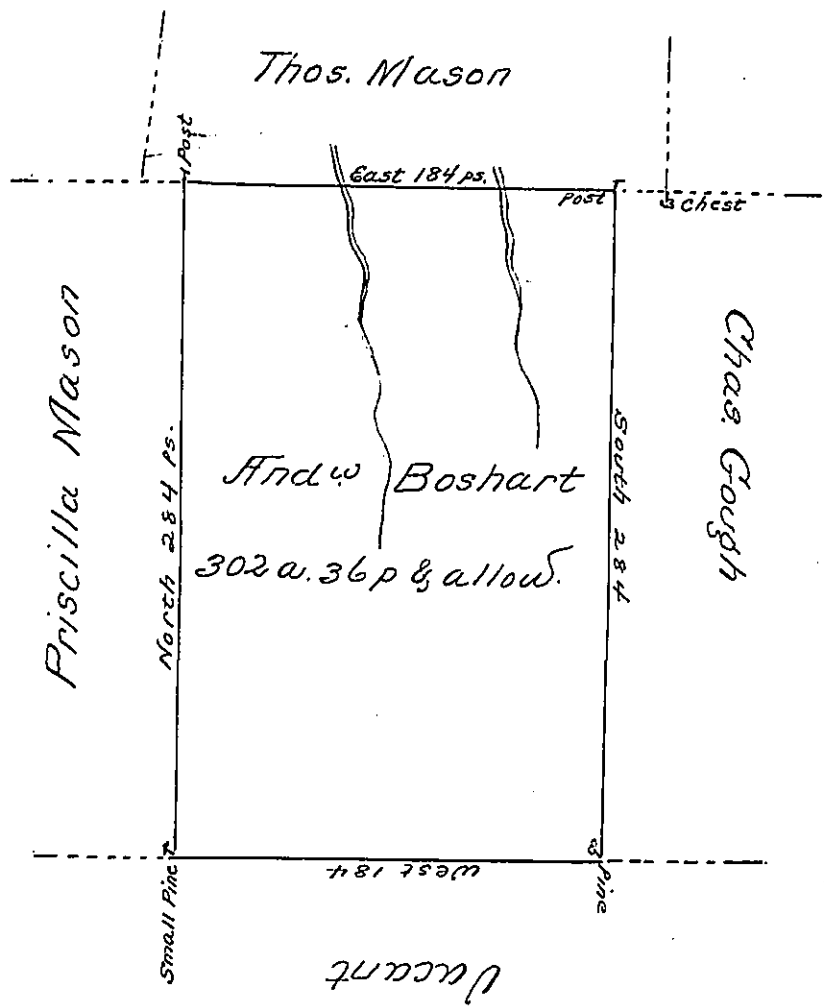 Thos. Mason
Post
East 184 ps.
Post
Chest
Priscilla Mason
North 284 ps.
Andw Boshart
302 a. 36 p & allow.
South 284
Chas. Gough
Small Pine
West 184
Pine
Vacant